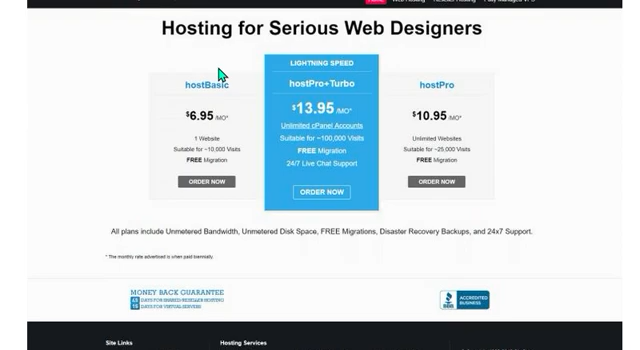 Hosting for Serious Web Designers
LIGHTNING SPEED
hostBasic
$6.95 /MO*
1 Website
Suitable for ~10,000 Visits
FREE Migration
ORDER NOW
hostPro+Turbo
$13.95 /MO*
Unlimited cPanel Accounts
Suitable for ~100,000 Visits
FREE Migration
24/7 Live Chat Support
ORDER NOW
hostPro
$10.95 /MO*
Unlimited Websites
Suitable for ~25,000 Visits
FREE Migration
ORDER NOW
All plans include Unmetered Bandwidth, Unmetered Disk Space, FREE Migrations, Disaster Recovery Backups, and 24x7 Support.
* The monthly rate advertised is when paid biennially.
MONEY BACK GUARANTEE
DAYS FOR SHARED RESELLER HOSTING
DAYS FOR VIRTUAL SERVERS
BBB
ACCREDITED
BUSINESS
Site Links
Hosting Services